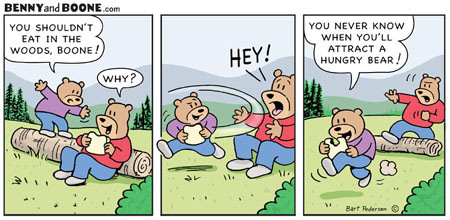 BENNY and BOONE.com
YOU SHOULDN'T
EAT IN THE
WOODS, BOONE!
WHY?
HEY!
YOU NEVER KNOW
WHEN YOU'LL
ATTRACT A
HUNGRY BEAR!
Bart Pedersen ©